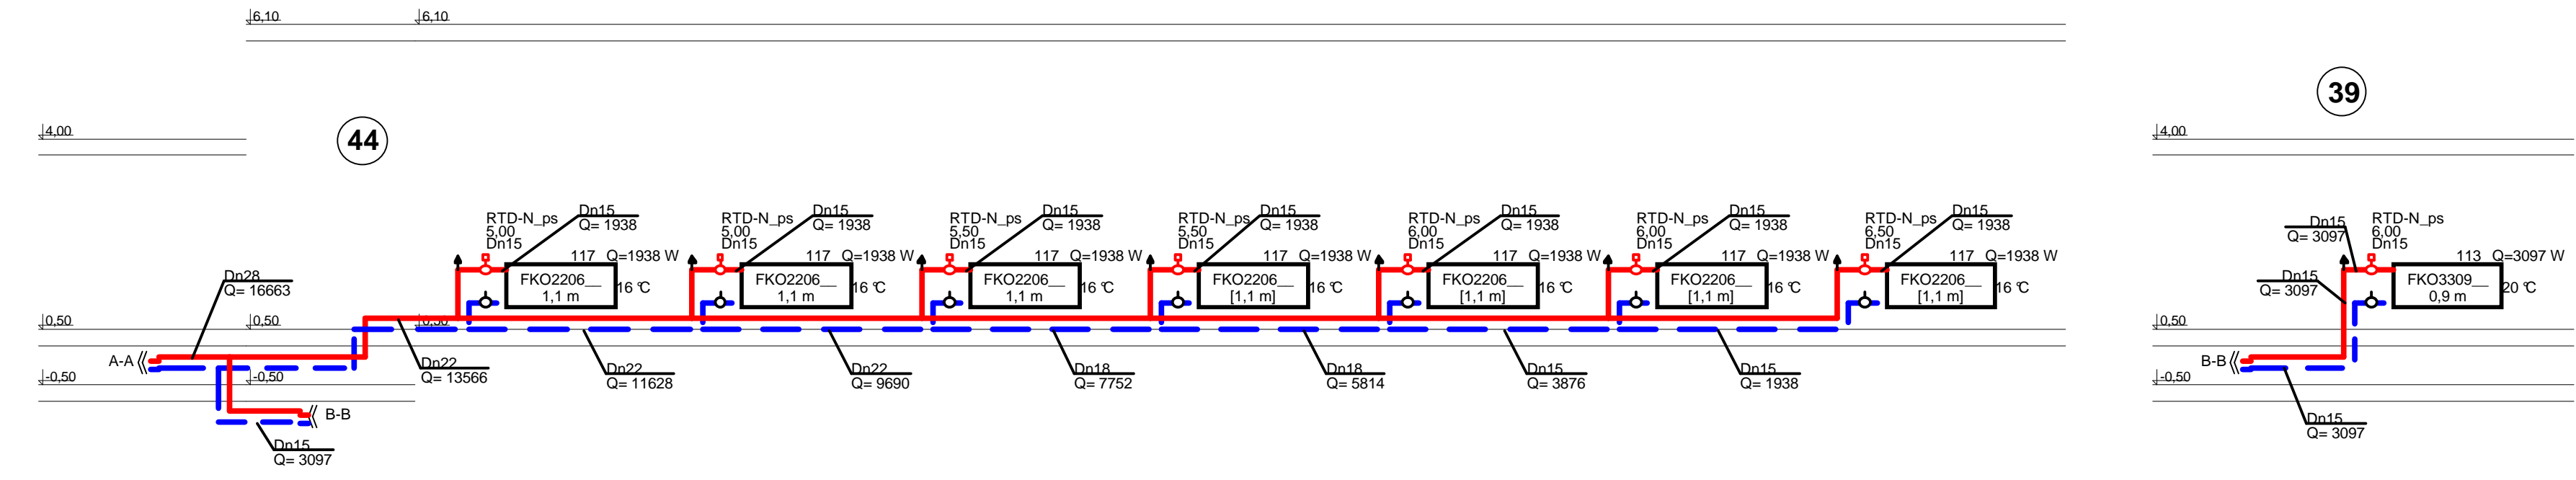 6,10
6,10
39
4,00
44
4,00
RTD-N_ps
5,00
Dn15
Dn15
Q= 1938
117 Q=1938 W
FKO2206__
1,1 m
16 °C
RTD-N_ps
5,00
Dn15
Dn15
Q= 1938
117 Q=1938 W
FKO2206__
1,1 m
16 °C
RTD-N_ps
5,50
Dn15
Dn15
Q= 1938
117 Q=1938 W
FKO2206__
1,1 m
16 °C
RTD-N_ps
5,50
Dn15
Dn15
Q= 1938
117 Q=1938 W
FKO2206__
[1,1 m]
16 °C
RTD-N_ps
6,00
Dn15
Dn15
Q= 1938
117 Q=1938 W
FKO2206__
[1,1 m]
16 °C
RTD-N_ps
6,00
Dn15
Dn15
Q= 1938
117 Q=1938 W
FKO2206__
[1,1 m]
16 °C
RTD-N_ps
6,50
Dn15
Dn15
Q= 1938
117 Q=1938 W
FKO2206__
[1,1 m]
16 °C
Dn15
Q= 3097
RTD-N_ps
6,00
Dn15
113 Q=3097 W
Dn15
Q= 3097
FKO3309__
0,9 m
20 °C
Dn28
Q= 16663
0,50
0,50
0,50
0,50
A-A
B-B
-0,50
-0,50
-0,50
Dn22
Q= 13566
Dn22
Q= 11628
Dn22
Q= 9690
Dn18
Q= 7752
Dn18
Q= 5814
Dn15
Q= 3876
Dn15
Q= 1938
B-B
Dn15
Q= 3097
Dn15
Q= 3097